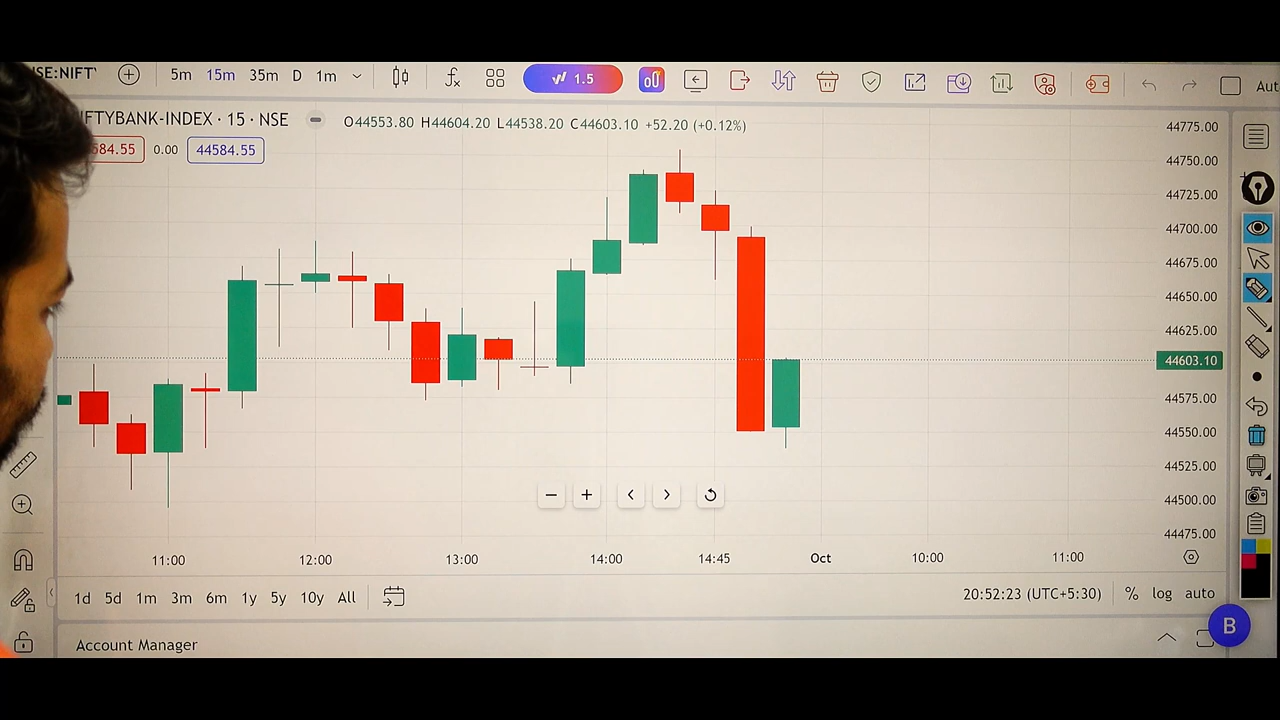 SE:NIFT 5m 15m 35m D 1m 1.5 Aut
IFTYBANK-INDEX · 15 · NSE O44553.80 H44604.20 L44538.20 C44603.10 +52.20 (+0.12%)
584.55 0.00 44584.55
44775.00
44750.00
44725.00
44700.00
44675.00
44650.00
44625.00
44603.10
44575.00
44550.00
44525.00
44500.00
44475.00
11:00 12:00 13:00 14:00 14:45 Oct 10:00 11:00
1d 5d 1m 3m 6m 1y 5y 10y All 20:52:23 (UTC+5:30) % log auto
Account Manager B